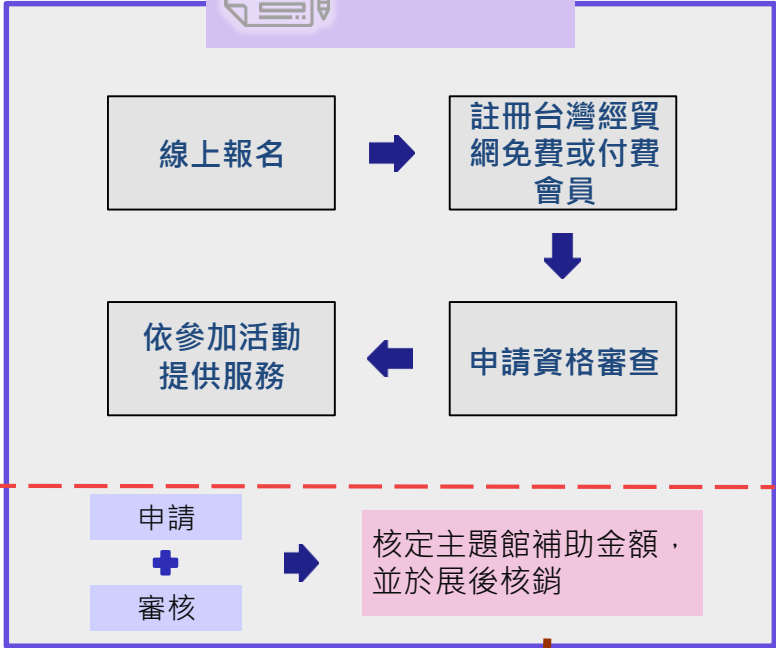 線上報名
註冊台灣經貿
網免費或付費
會員
依參加活動
提供服務
申請資格審查
申請
審核
核定主題館補助金額，
並於展後核銷